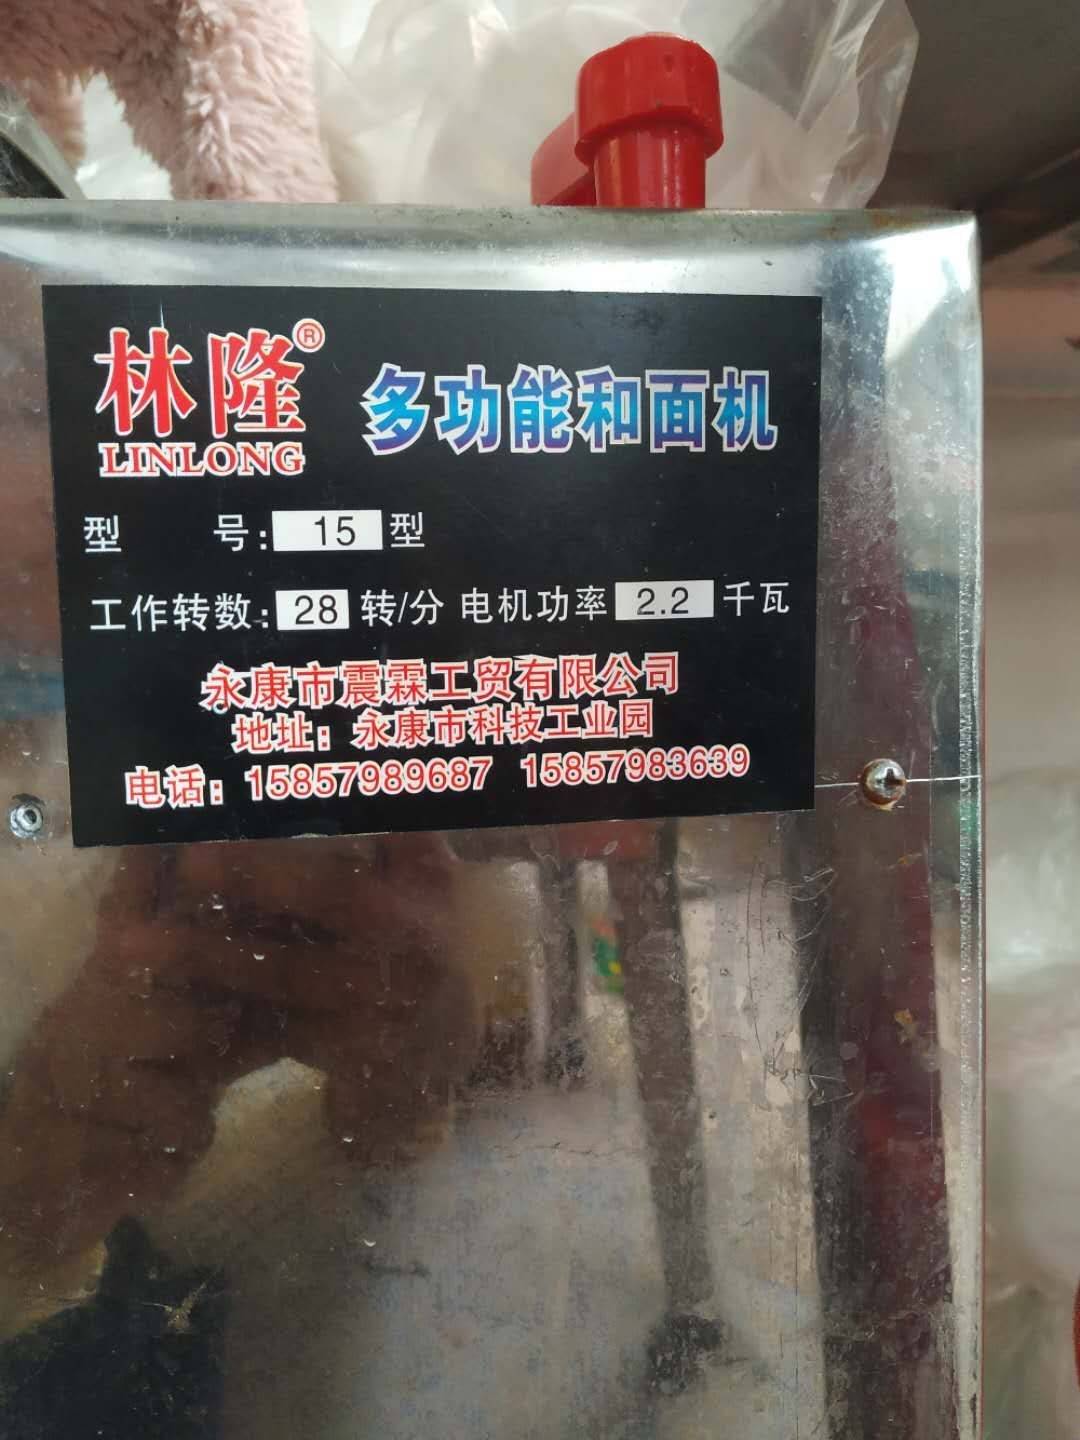 林隆®
LINLONG
多功能和面机
型 号: 15 型
工作转数: 28 转/分 电机功率 2.2 千瓦
永康市震霖工贸有限公司
地址：永康市科技工业园
电话：15857989687 15857983639